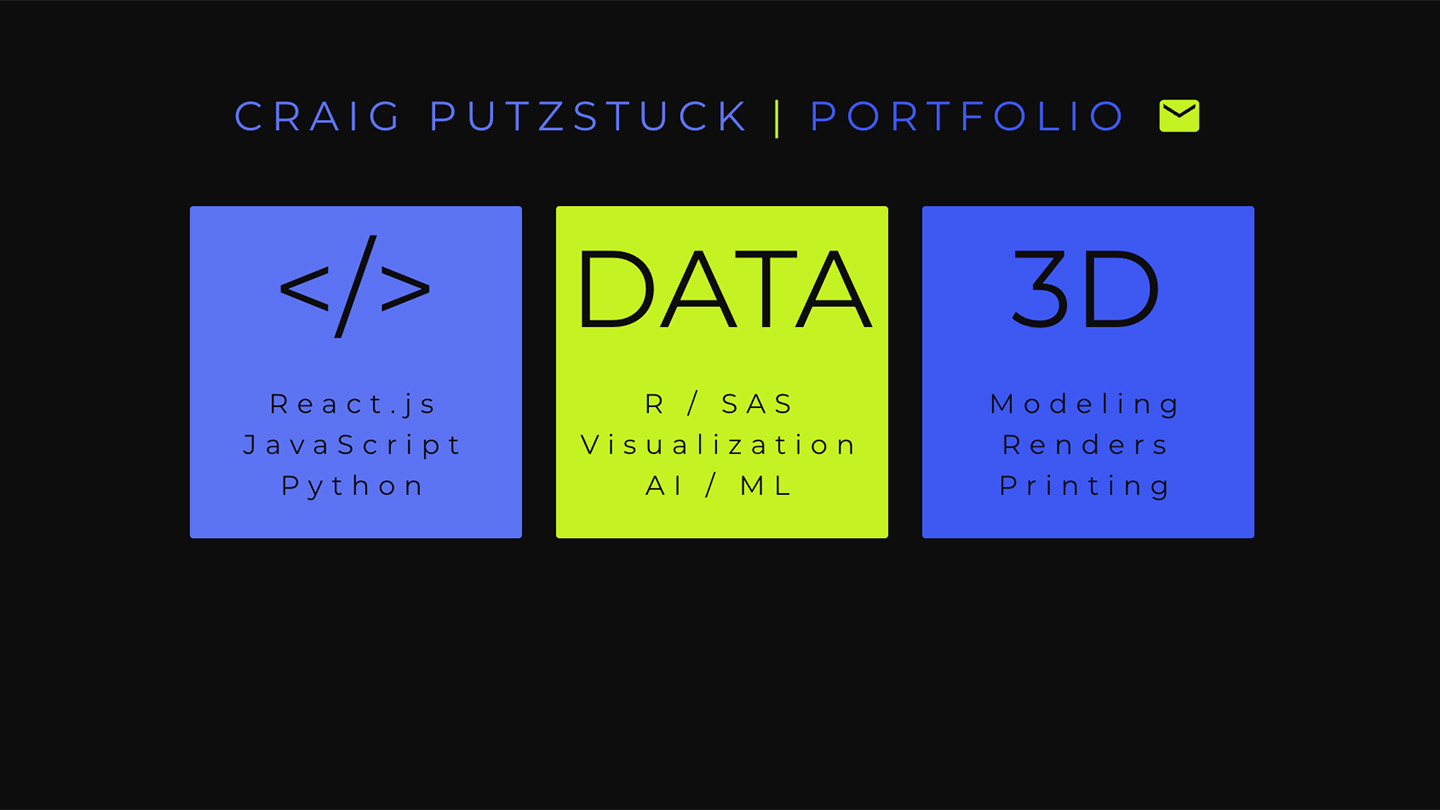 CRAIG PUTZSTUCK | PORTFOLIO
</>
React.js
JavaScript
Python
DATA
R / SAS
Visualization
AI / ML
3D
Modeling
Renders
Printing